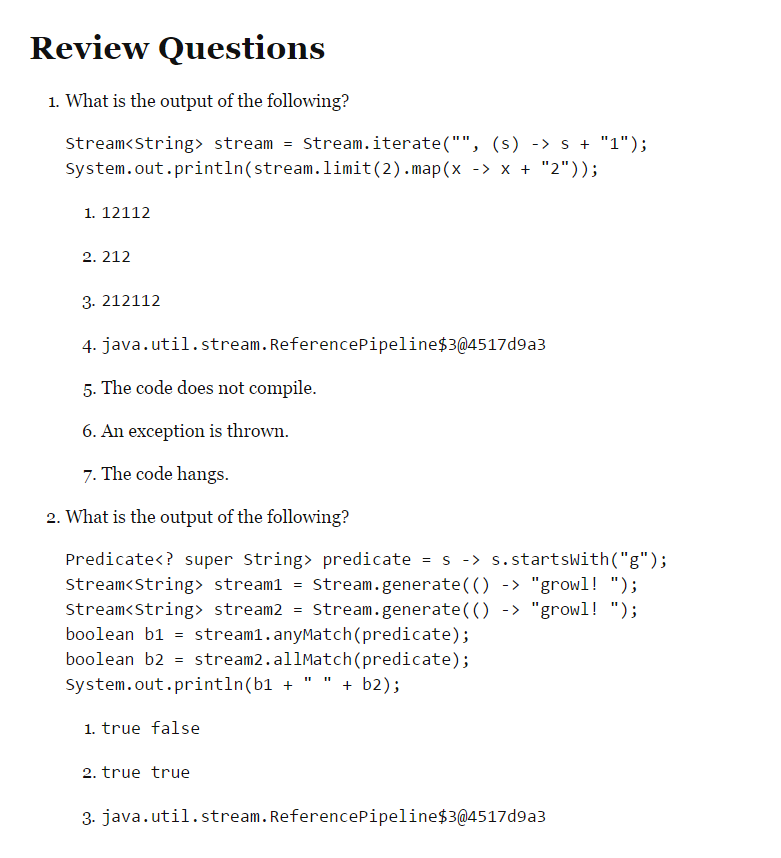 Review Questions
1. What is the output of the following?
Stream<String> stream = Stream.iterate("", (s) -> s + "1");
System.out.println(stream.limit(2).map(x -> x + "2"));
1. 12112
2. 212
3. 212112
4. java.util.stream.ReferencePipeline$3@4517d9a3
5. The code does not compile.
6. An exception is thrown.
7. The code hangs.
2. What is the output of the following?
Predicate<? super String> predicate = s -> s.startsWith("g");
Stream<String> stream1 = Stream.generate(() -> "growl! ");
Stream<String> stream2 = Stream.generate(() -> "growl! ");
boolean b1 = stream1.anyMatch(predicate);
boolean b2 = stream2.allMatch(predicate);
System.out.println(b1 + " " + b2);
1. true false
2. true true
3. java.util.stream.ReferencePipeline$3@4517d9a3